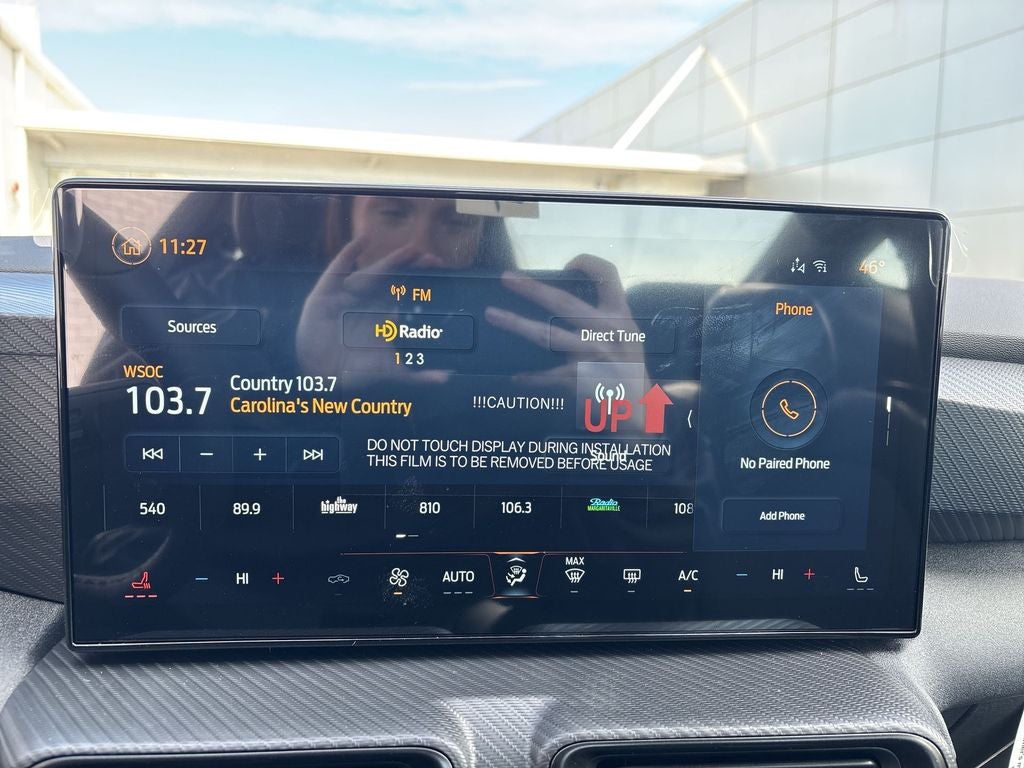 11:27
46°
FM
Phone
Sources
HD Radio
Direct Tune
1 2 3
WSOC
103.7
Country 103.7
Carolina's New Country
!!!CAUTION!!!
UP
DO NOT TOUCH DISPLAY DURING INSTALLATION
THIS FILM IS TO BE REMOVED BEFORE USAGE
Sound
No Paired Phone
Add Phone
540
89.9
the highway
810
106.3
Radio MARGARITAVILLE
108
HI
AUTO
MAX
A/C
HI